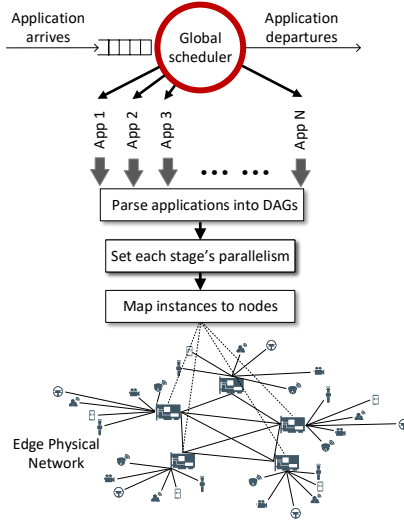 Application
arrives
Global
scheduler
Application
departures
App 1
App 2
App 3
App N
Parse applications into DAGs
Set each stage's parallelism
Map instances to nodes
Edge Physical
Network